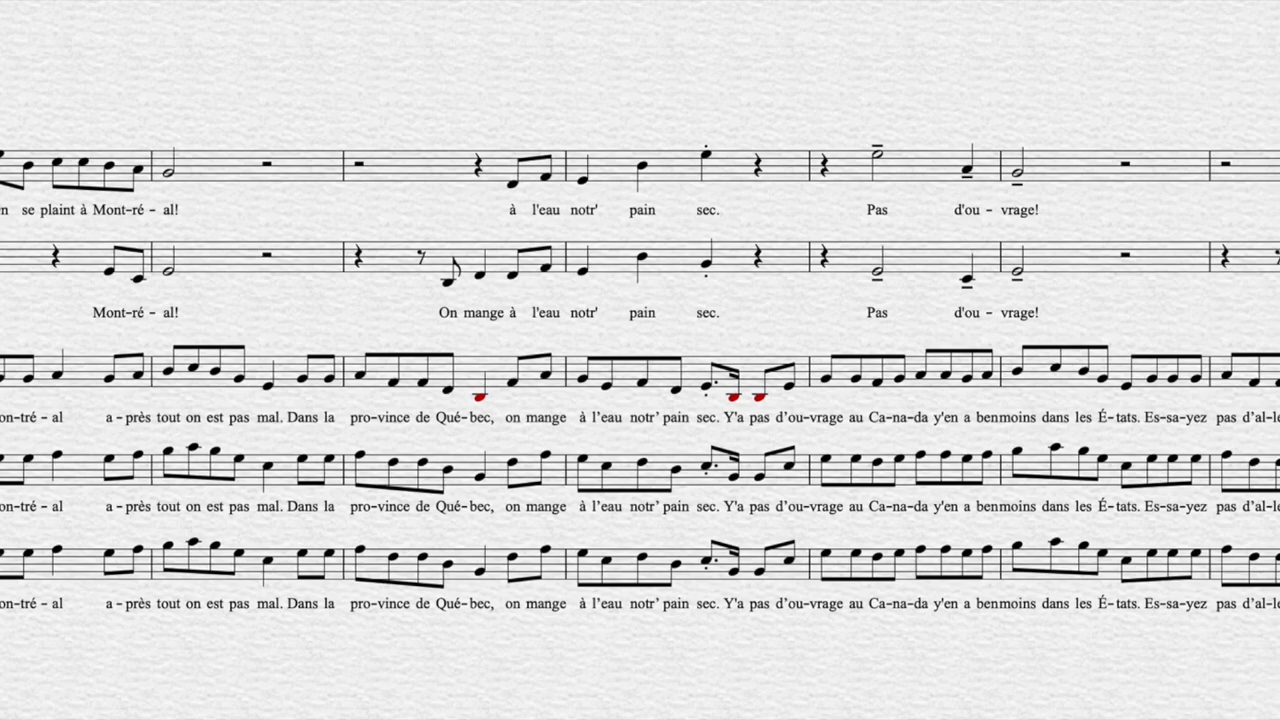 n se plaint à Mont-ré - al! à l'eau notr' pain sec. Pas d'ou - vrage!
Mont-ré - al! On mange à l'eau notr' pain sec. Pas d'ou - vrage!
on-tré - al a-près tout on est pas mal. Dans la pro-vince de Qué-bec, on mange à l'eau notr' pain sec. Y'a pas d'ou-vrage au Ca-na-da y'en a ben moins dans les É-tats. Es-sa-yez pas d'al-le
on-tré - al a-près tout on est pas mal. Dans la pro-vince de Qué-bec, on mange à l'eau notr' pain sec. Y'a pas d'ou-vrage au Ca-na-da y'en a ben moins dans les É-tats. Es-sa-yez pas d'al-le
on-tré - al a-près tout on est pas mal. Dans la pro-vince de Qué-bec, on mange à l'eau notr' pain sec. Y'a pas d'ou-vrage au Ca-na-da y'en a ben moins dans les É-tats. Es-sa-yez pas d'al-le